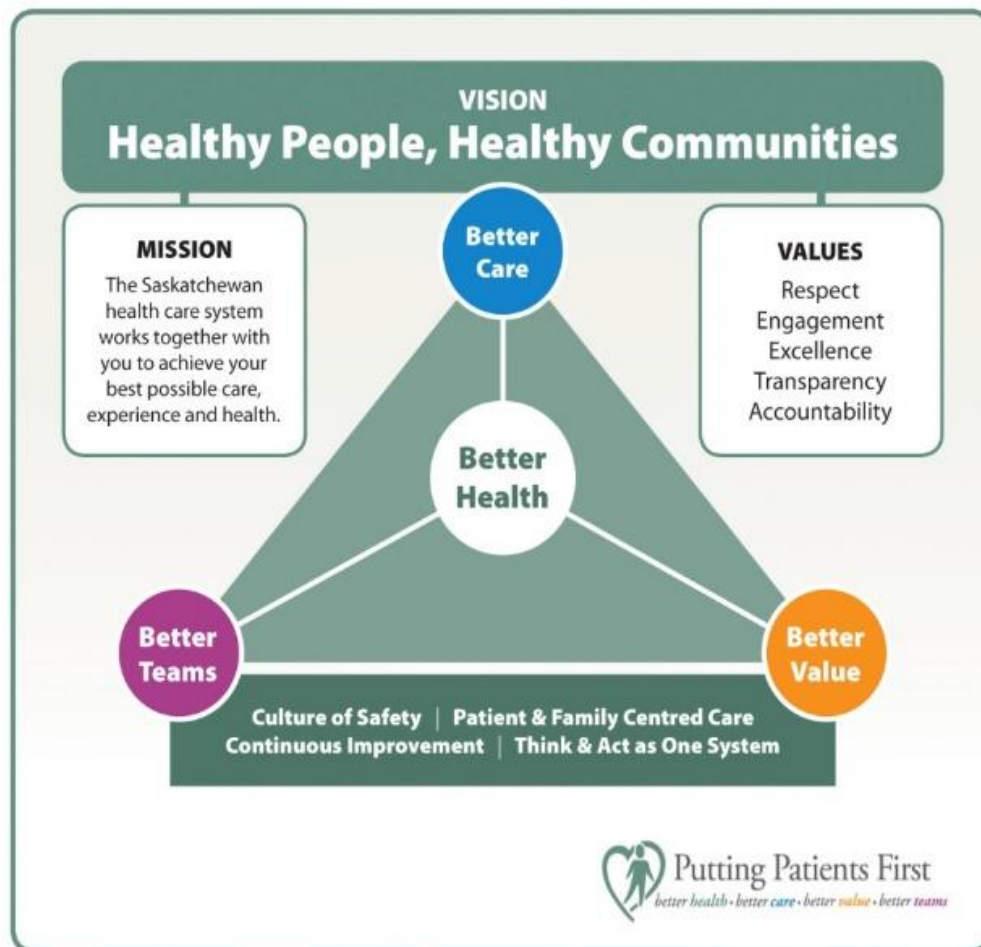 VISION
Healthy People, Healthy Communities
MISSION
The Saskatchewan
health care system
works together with
you to achieve your
best possible care,
experience and health.
Better
Care
VALUES
Respect
Engagement
Excellence
Transparency
Accountability
Better
Health
Better
Teams
Better
Value
Culture of Safety | Patient & Family Centred Care
Continuous Improvement | Think & Act as One System
Putting Patients First
better health • better care • better value • better teams